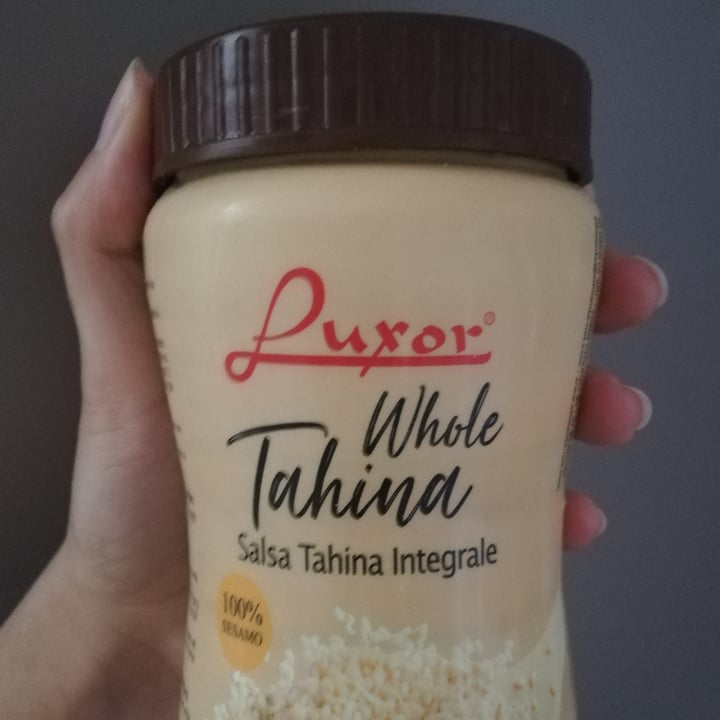 Luxor®
Whole
Tahina
Salsa Tahina Integrale
100%
SESAMO